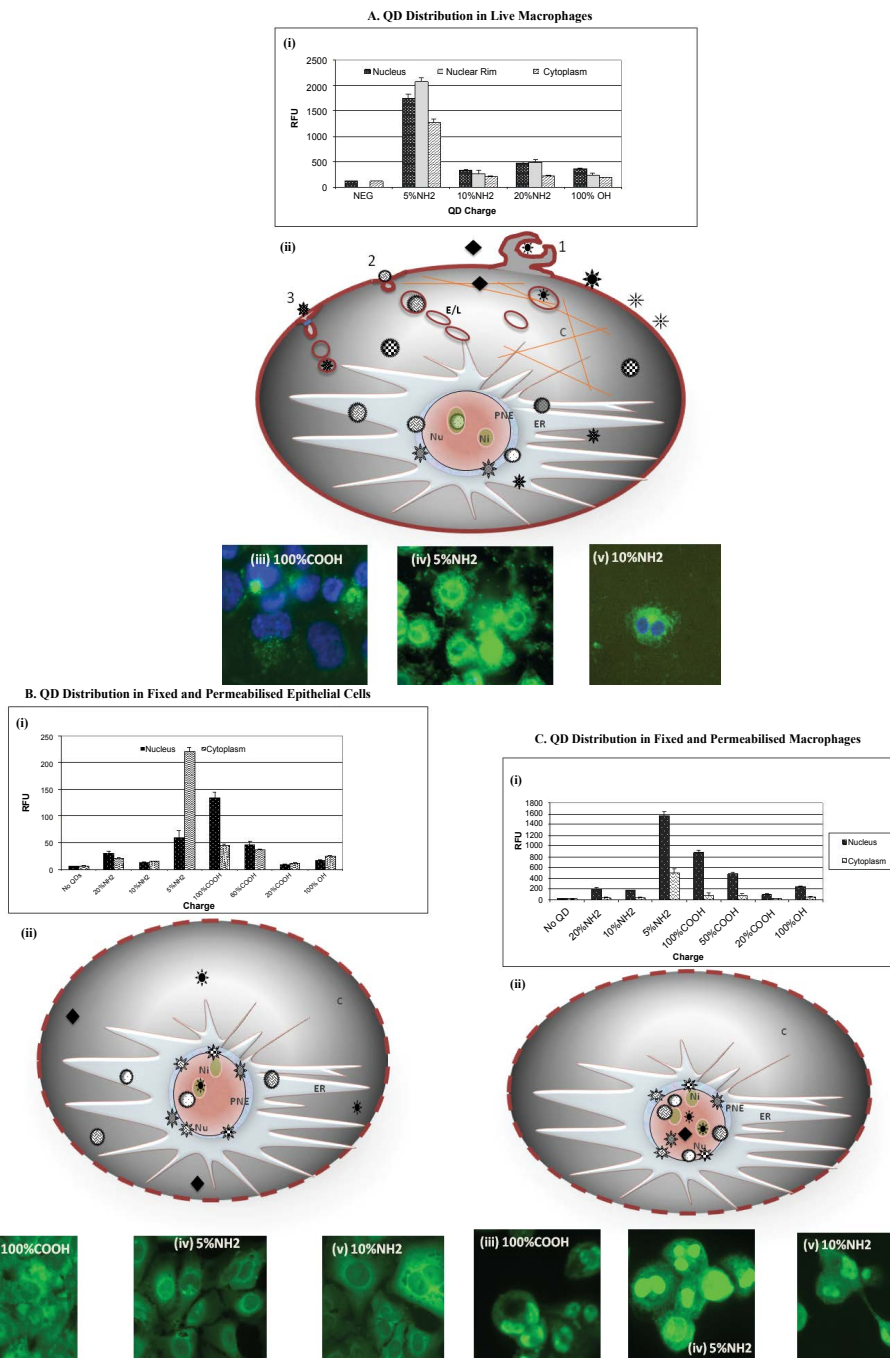 A. QD Distribution in Live Macrophages
(i)
Nucleus Nuclear Rim Cytoplasm
RFU
2500
2000
1500
1000
500
0
NEG 5%NH2 10%NH2 20%NH2 100% OH
QD Charge
(ii)
1
2
3
E/L
C
PNE
ER
Nu
Ni
(iii) 100%COOH
(iv) 5%NH2
(v) 10%NH2
B. QD Distribution in Fixed and Permeabilised Epithelial Cells
(i)
Nucleus Cytoplasm
RFU
250
200
150
100
50
0
No QDs 20%NH2 10%NH2 5%NH2 100%COOH 60%COOH 20%COOH 100% OH
Charge
(ii)
C
Ni
ER
PNE
Nu
100%COOH
(iv) 5%NH2
(v) 10%NH2
C. QD Distribution in Fixed and Permeabilised Macrophages
(i)
RFU
1800
1600
1400
1200
1000
800
600
400
200
0
Nucleus
Cytoplasm
No QD 20%NH2 10%NH2 5%NH2 100%COOH 50%COOH 20%COOH 100%OH
Charge
(ii)
C
Ni
PNE
ER
Nu
(iii) 100%COOH
(iv) 5%NH2
(v) 10%NH2